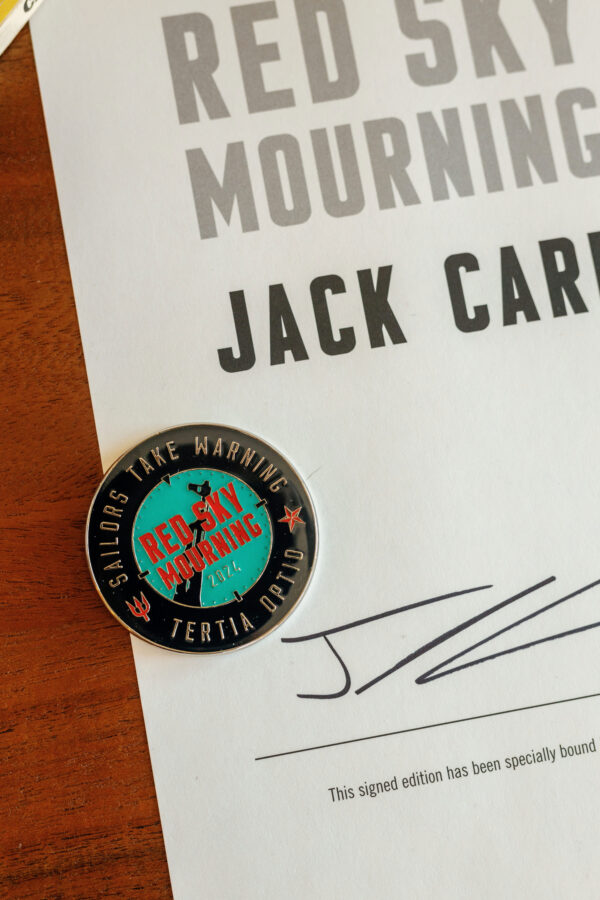 RED SKY
MOURNING
JACK CAR
SAILORS TAKE WARNING
RED SKY
MOURNING
2024
TERTIA OPTIO
This signed edition has been specially bound